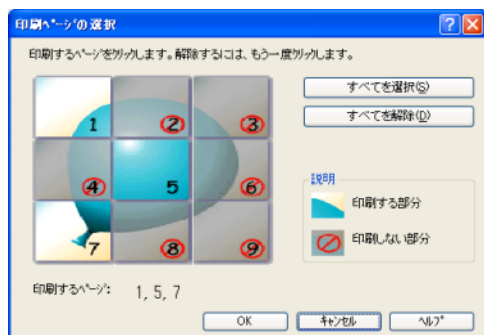 印刷ページの選択
印刷するページをクリックします。解除するには、もう一度クリックします。
1
2
3
すべてを選択(S)
すべてを解除(D)
4
5
6
説明
印刷する部分
7
8
9
印刷しない部分
印刷するページ: 1, 5, 7
OK
キャンセル
ヘルプ